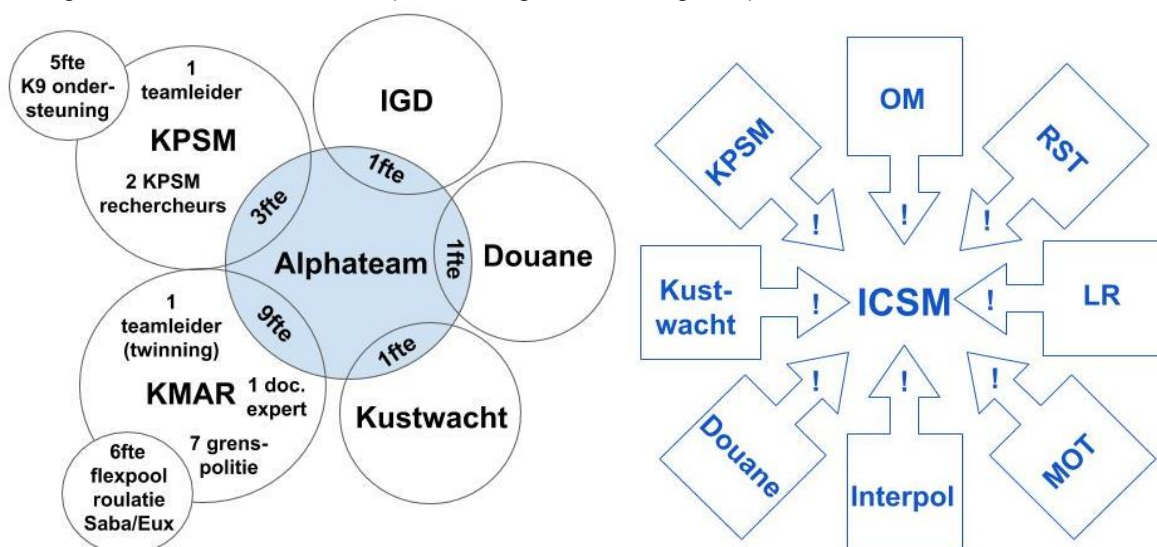 5fte
K9 onder-
steuning
1
teamleider
KPSM
2 KPSM
rechercheurs
3fte
IGD
1fte
Alphateam
1fte
Douane
1
teamleider
(twinning)
9fte
KMAR
1 doc.
expert
7 grens-
politie
6fte
flexpool
roulatie
Saba/Eux
1fte
Kustwacht
KPSM
!
OM
!
RST
!
Kust-
wacht
!
ICSM
!
LR
Douane
!
Interpol
!
MOT
!